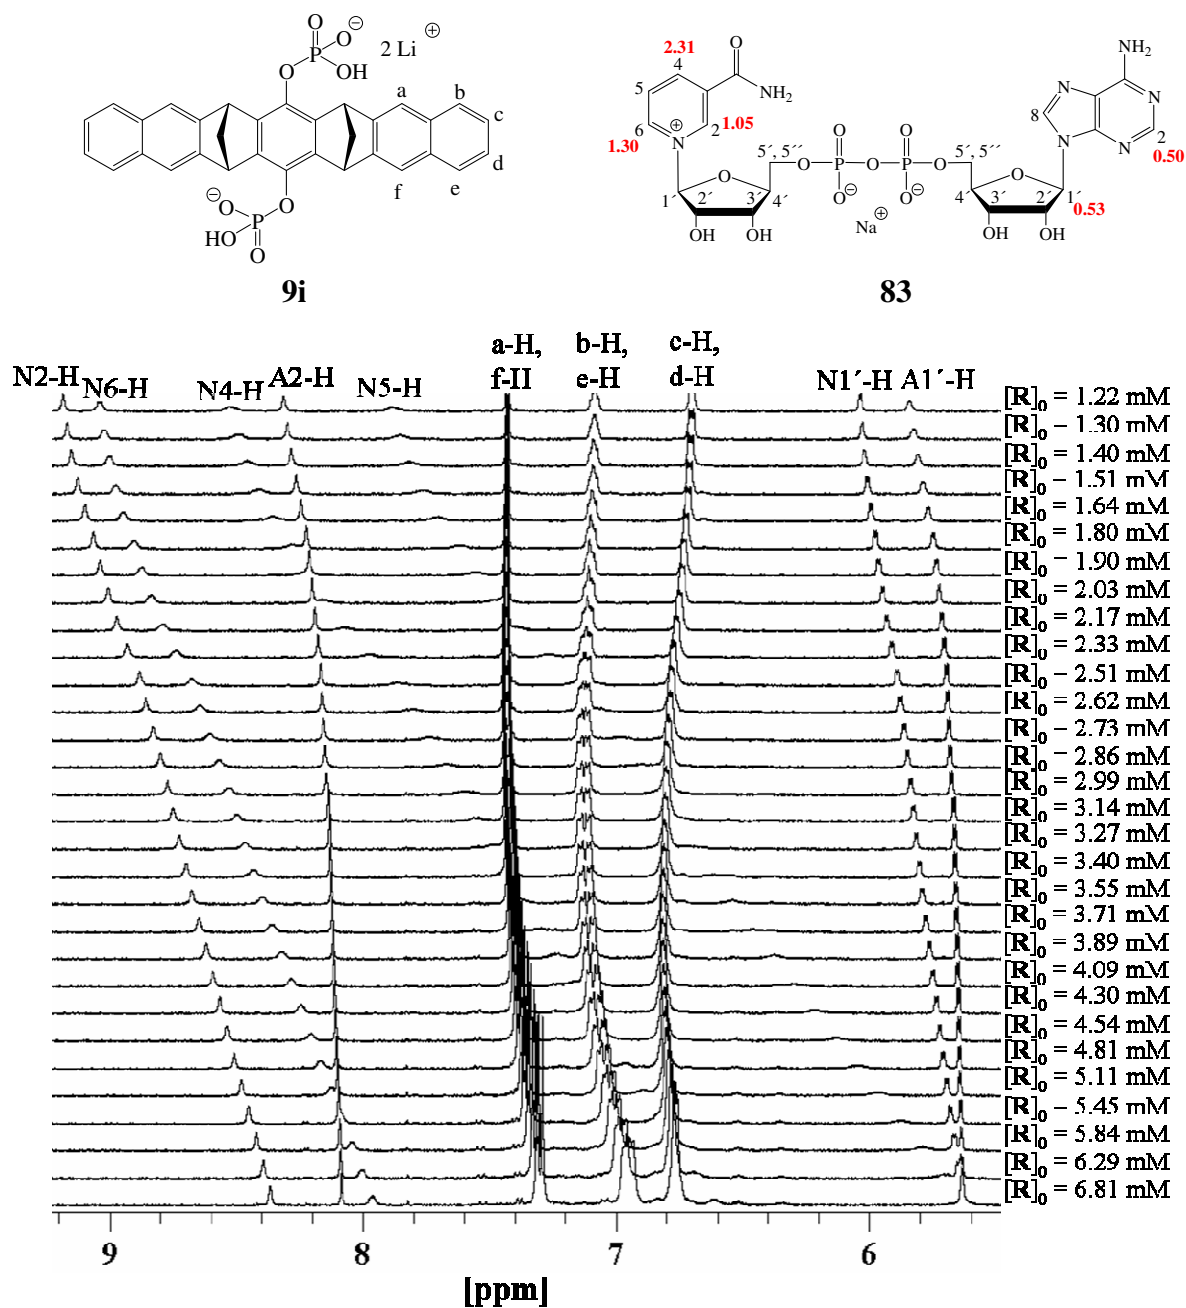 O
O ⊖
P 2 Li ⊕
O OH
a b
c
d
f e
⊖ O O
P
HO O
9i
2.31 O
4
5 NH2
6 2 1.05
1.30 N ⊕
5´, 5´´ O O 5´, 5´´
O O P O P O O
O⊖ O⊖
1´ 2´ 3´ 4´ 4´ 3´ 2´ 1´
0.53
OH OH Na⊕ OH OH
NH2
N N
8
N N 2
0.50
83
a-H, b-H, c-H,
N2-H N6-H N4-H A2-H N5-H f-II e-H d-H N1´-H A1´-H
[R]0 = 1.22 mM
[R]0 – 1.30 mM
[R]0 = 1.40 mM
[R]0 – 1.51 mM
[R]0 = 1.64 mM
[R]0 = 1.80 mM
[R]0 = 1.90 mM
[R]0 = 2.03 mM
[R]0 = 2.17 mM
[R]0 = 2.33 mM
[R]0 – 2.51 mM
[R]0 = 2.62 mM
[R]0 = 2.73 mM
[R]0 = 2.86 mM
[R]0 = 2.99 mM
[R]0 = 3.14 mM
[R]0 = 3.27 mM
[R]0 = 3.40 mM
[R]0 = 3.55 mM
[R]0 = 3.71 mM
[R]0 = 3.89 mM
[R]0 = 4.09 mM
[R]0 = 4.30 mM
[R]0 = 4.54 mM
[R]0 = 4.81 mM
[R]0 = 5.11 mM
[R]0 – 5.45 mM
[R]0 = 5.84 mM
[R]0 = 6.29 mM
[R]0 = 6.81 mM
9 8 7 6
[ppm]